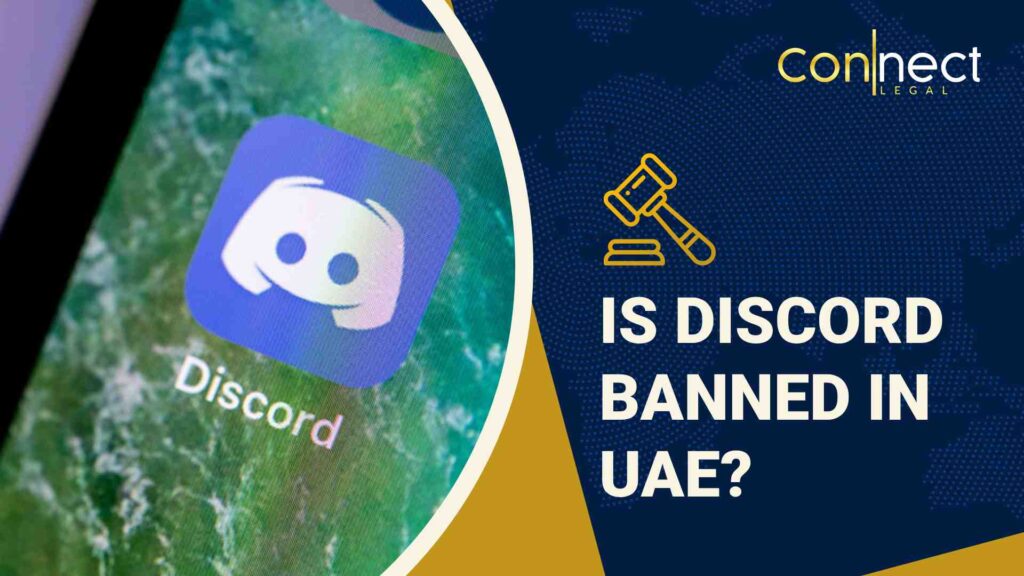 Connect
LEGAL
Discord
IS DISCORD
BANNED IN
UAE?